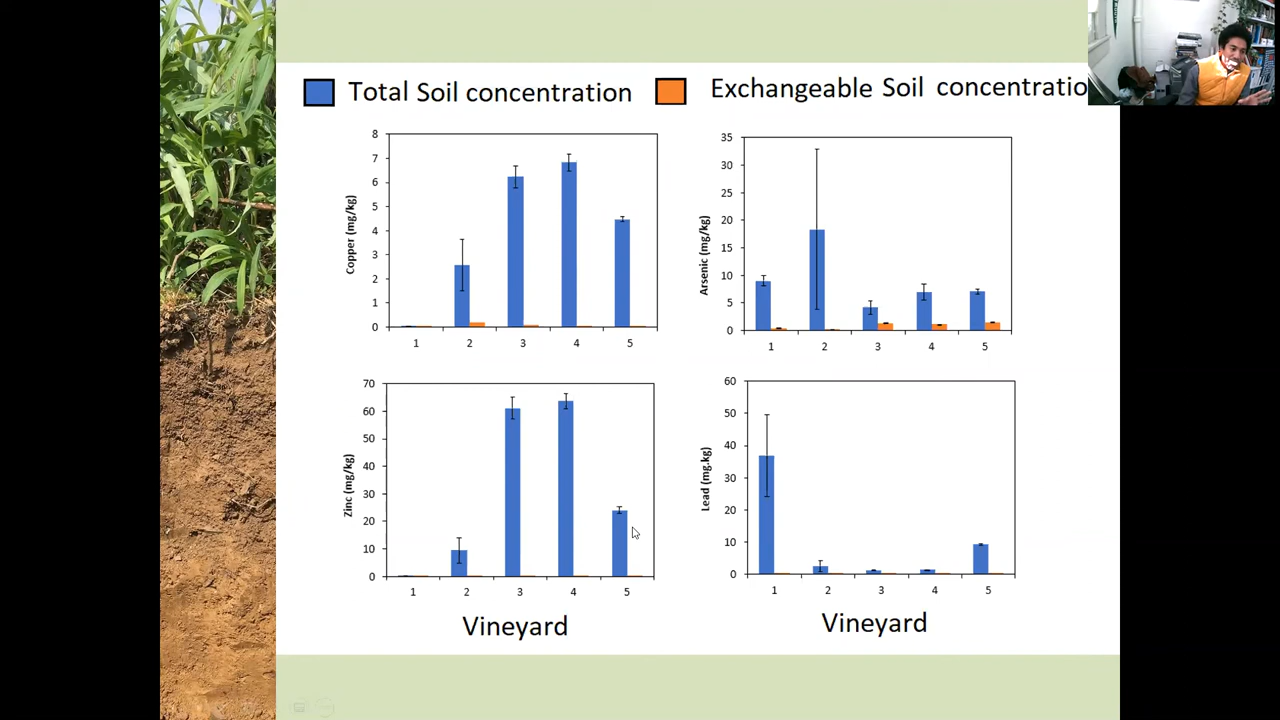 Total Soil concentration
Exchangeable Soil concentratio
8
7
6
5
4
3
2
1
0
Copper (mg/kg)
1 2 3 4 5
35
30
25
20
15
10
5
0
Arsenic (mg/kg)
1 2 3 4 5
70
60
50
40
30
20
10
0
Zinc (mg/kg)
1 2 3 4 5
Vineyard
60
50
40
30
20
10
0
Lead (mg.kg)
1 2 3 4 5
Vineyard